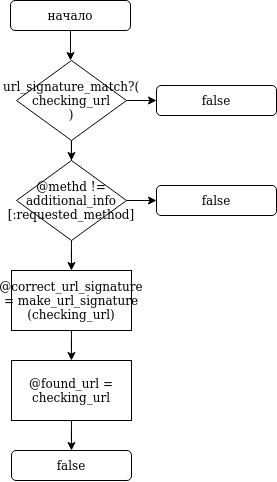 начало
url_signature_match?(
checking_url
)
false
@methd !=
additional_info
[:requested_method]
false
@correct_url_signature
= make_url_signature
(checking_url)
@found_url =
checking_url
false